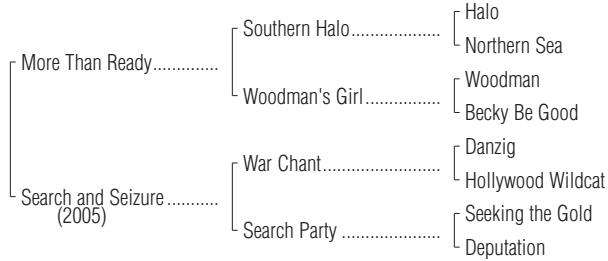 Halo
Southern Halo...................
Northern Sea
More Than Ready..............
Woodman
Woodman's Girl................
Becky Be Good
Danzig
War Chant.........................
Hollywood Wildcat
Search and Seizure...........
(2005)
Seeking the Gold
Search Party .....................
Deputation